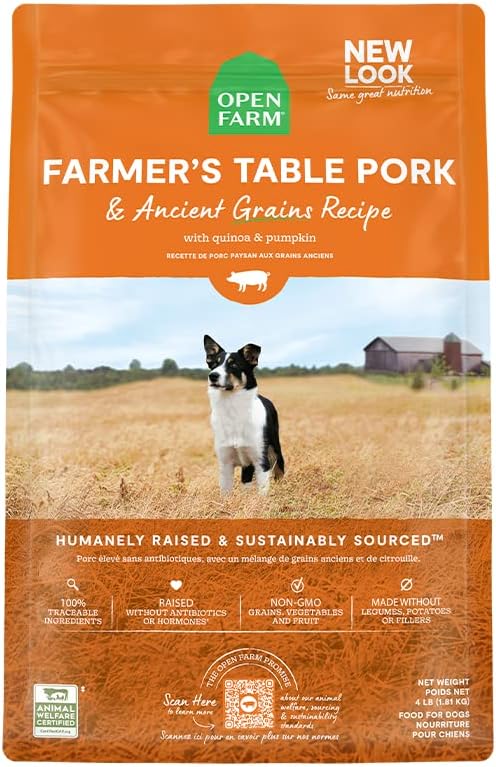 NEW
LOOK
Same great nutrition
OPEN
FARM®
FARMER'S TABLE PORK
& Ancient Grains Recipe
with quinoa & pumpkin
RECETTE DE PORC PAYSAN AUX GRAINS ANCIENS
HUMANELY RAISED & SUSTAINABLY SOURCED™
Porc élevé sans antibiotiques, avec un mélange de grains anciens et de citrouille.
100%
TRACEABLE
INGREDIENTS
RAISED
WITHOUT ANTIBIOTICS
OR HORMONES†
NON-GMO
GRAINS, VEGETABLES
AND FRUIT
MADE WITHOUT
LEGUMES, POTATOES
OR FILLERS
THE OPEN FARM PROMISE
Scan Here
to learn more
about our animal
welfare, sourcing
& sustainability
standards
Scannez ici pour en savoir plus sur nos normes
ANIMAL
WELFARE
CERTIFIED
‡
NET WEIGHT
POIDS NET
4 LB (1.81 KG)
FOOD FOR DOGS
NOURRITURE
POUR CHIENS